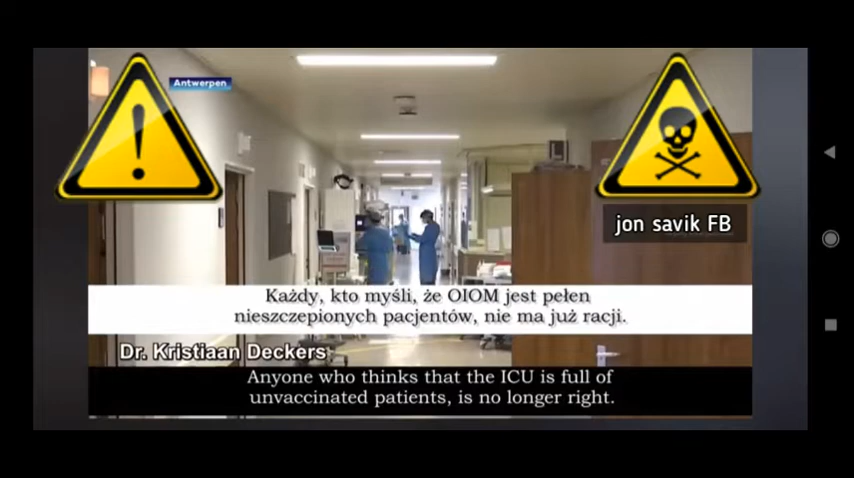 Antwerpen
jon savik FB
Każdy, kto myśli, że OIOM jest pełen
nieszczepionych pacjentów, nie ma już racji.
Dr. Kristiaan Deckers
Anyone who thinks that the ICU is full of
unvaccinated patients, is no longer right.